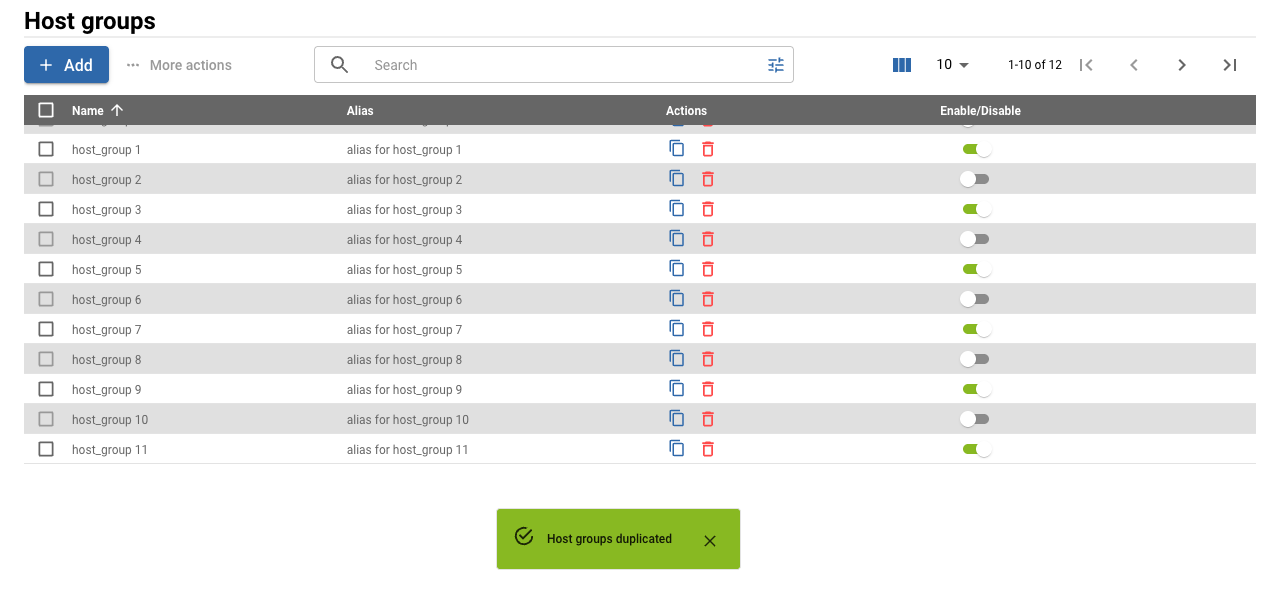 Host groups
Add
More actions
Search
10
1-10 of 12
Name Alias Actions Enable/Disable
host_group 1 alias for host_group 1
host_group 2 alias for host_group 2
host_group 3 alias for host_group 3
host_group 4 alias for host_group 4
host_group 5 alias for host_group 5
host_group 6 alias for host_group 6
host_group 7 alias for host_group 7
host_group 8 alias for host_group 8
host_group 9 alias for host_group 9
host_group 10 alias for host_group 10
host_group 11 alias for host_group 11
Host groups duplicated